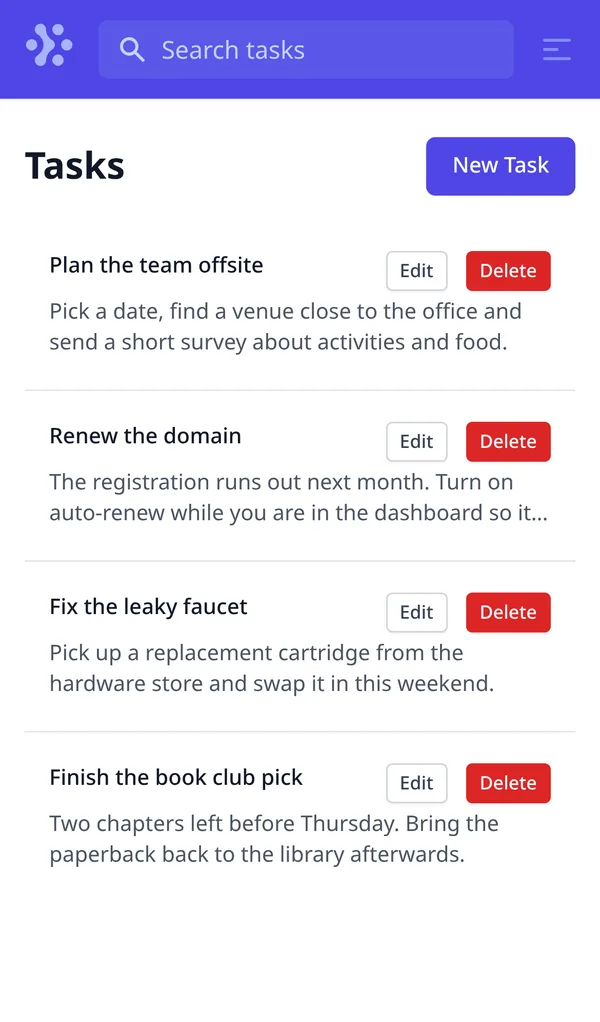 Search tasks
Tasks
New Task
Plan the team offsite
Edit
Delete
Pick a date, find a venue close to the office and
send a short survey about activities and food.
Renew the domain
Edit
Delete
The registration runs out next month. Turn on
auto-renew while you are in the dashboard so it...
Fix the leaky faucet
Edit
Delete
Pick up a replacement cartridge from the
hardware store and swap it in this weekend.
Finish the book club pick
Edit
Delete
Two chapters left before Thursday. Bring the
paperback back to the library afterwards.